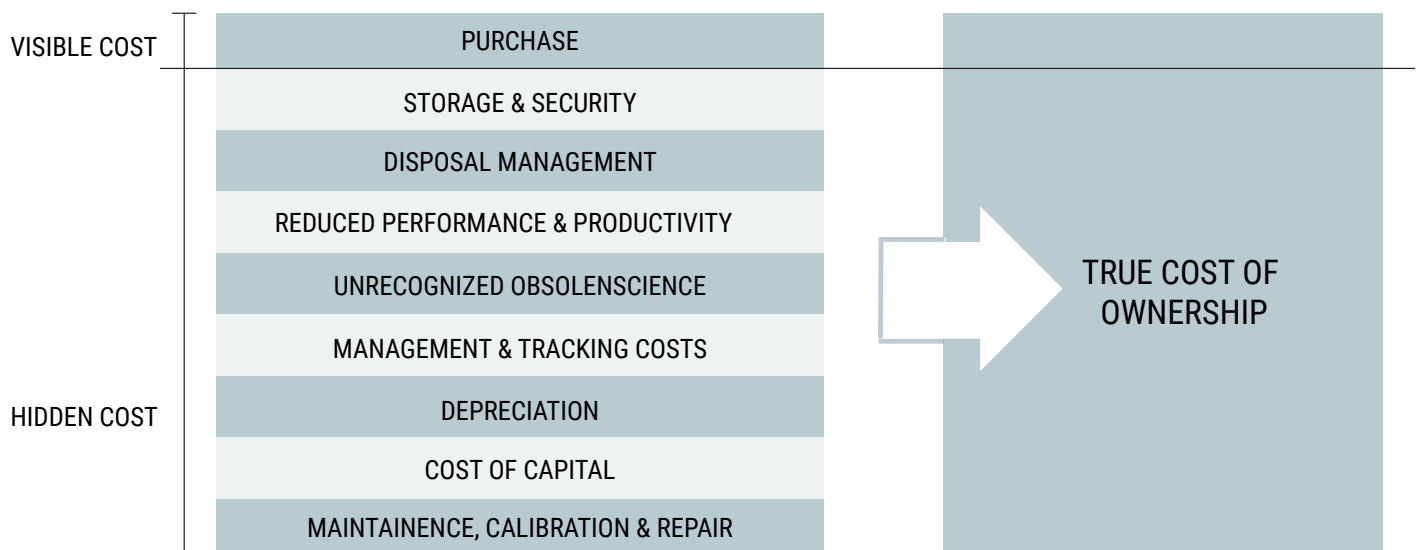 VISIBLE COST
PURCHASE
STORAGE & SECURITY
DISPOSAL MANAGEMENT
REDUCED PERFORMANCE & PRODUCTIVITY
UNRECOGNIZED OBSOLENSCIENCE
MANAGEMENT & TRACKING COSTS
HIDDEN COST
DEPRECIATION
COST OF CAPITAL
MAINTAINENCE, CALIBRATION & REPAIR
TRUE COST OF
OWNERSHIP